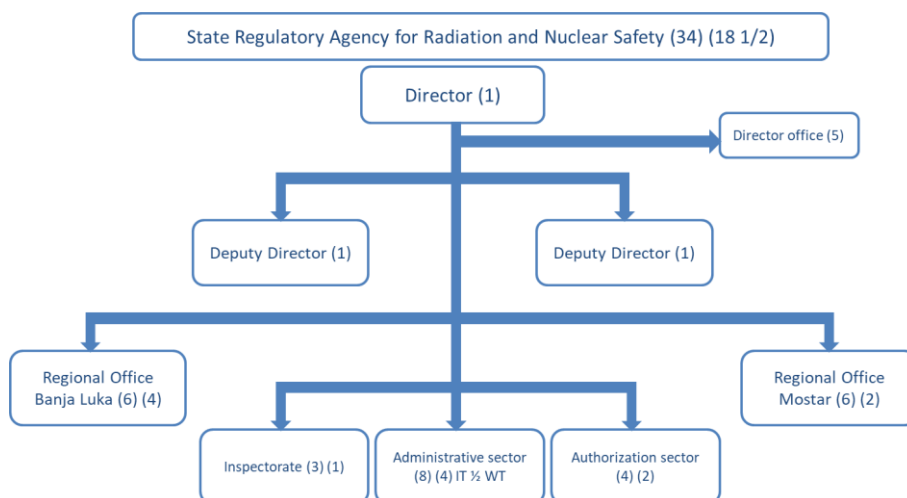 State Regulatory Agency for Radiation and Nuclear Safety (34) (18 1/2)
Director (1)
Director office (5)
Deputy Director (1)
Deputy Director (1)
Regional Office
Banja Luka (6) (4)
Regional Office
Mostar (6) (2)
Inspectorate (3) (1)
Administrative sector
(8) (4) IT ½ WT
Authorization sector
(4) (2)